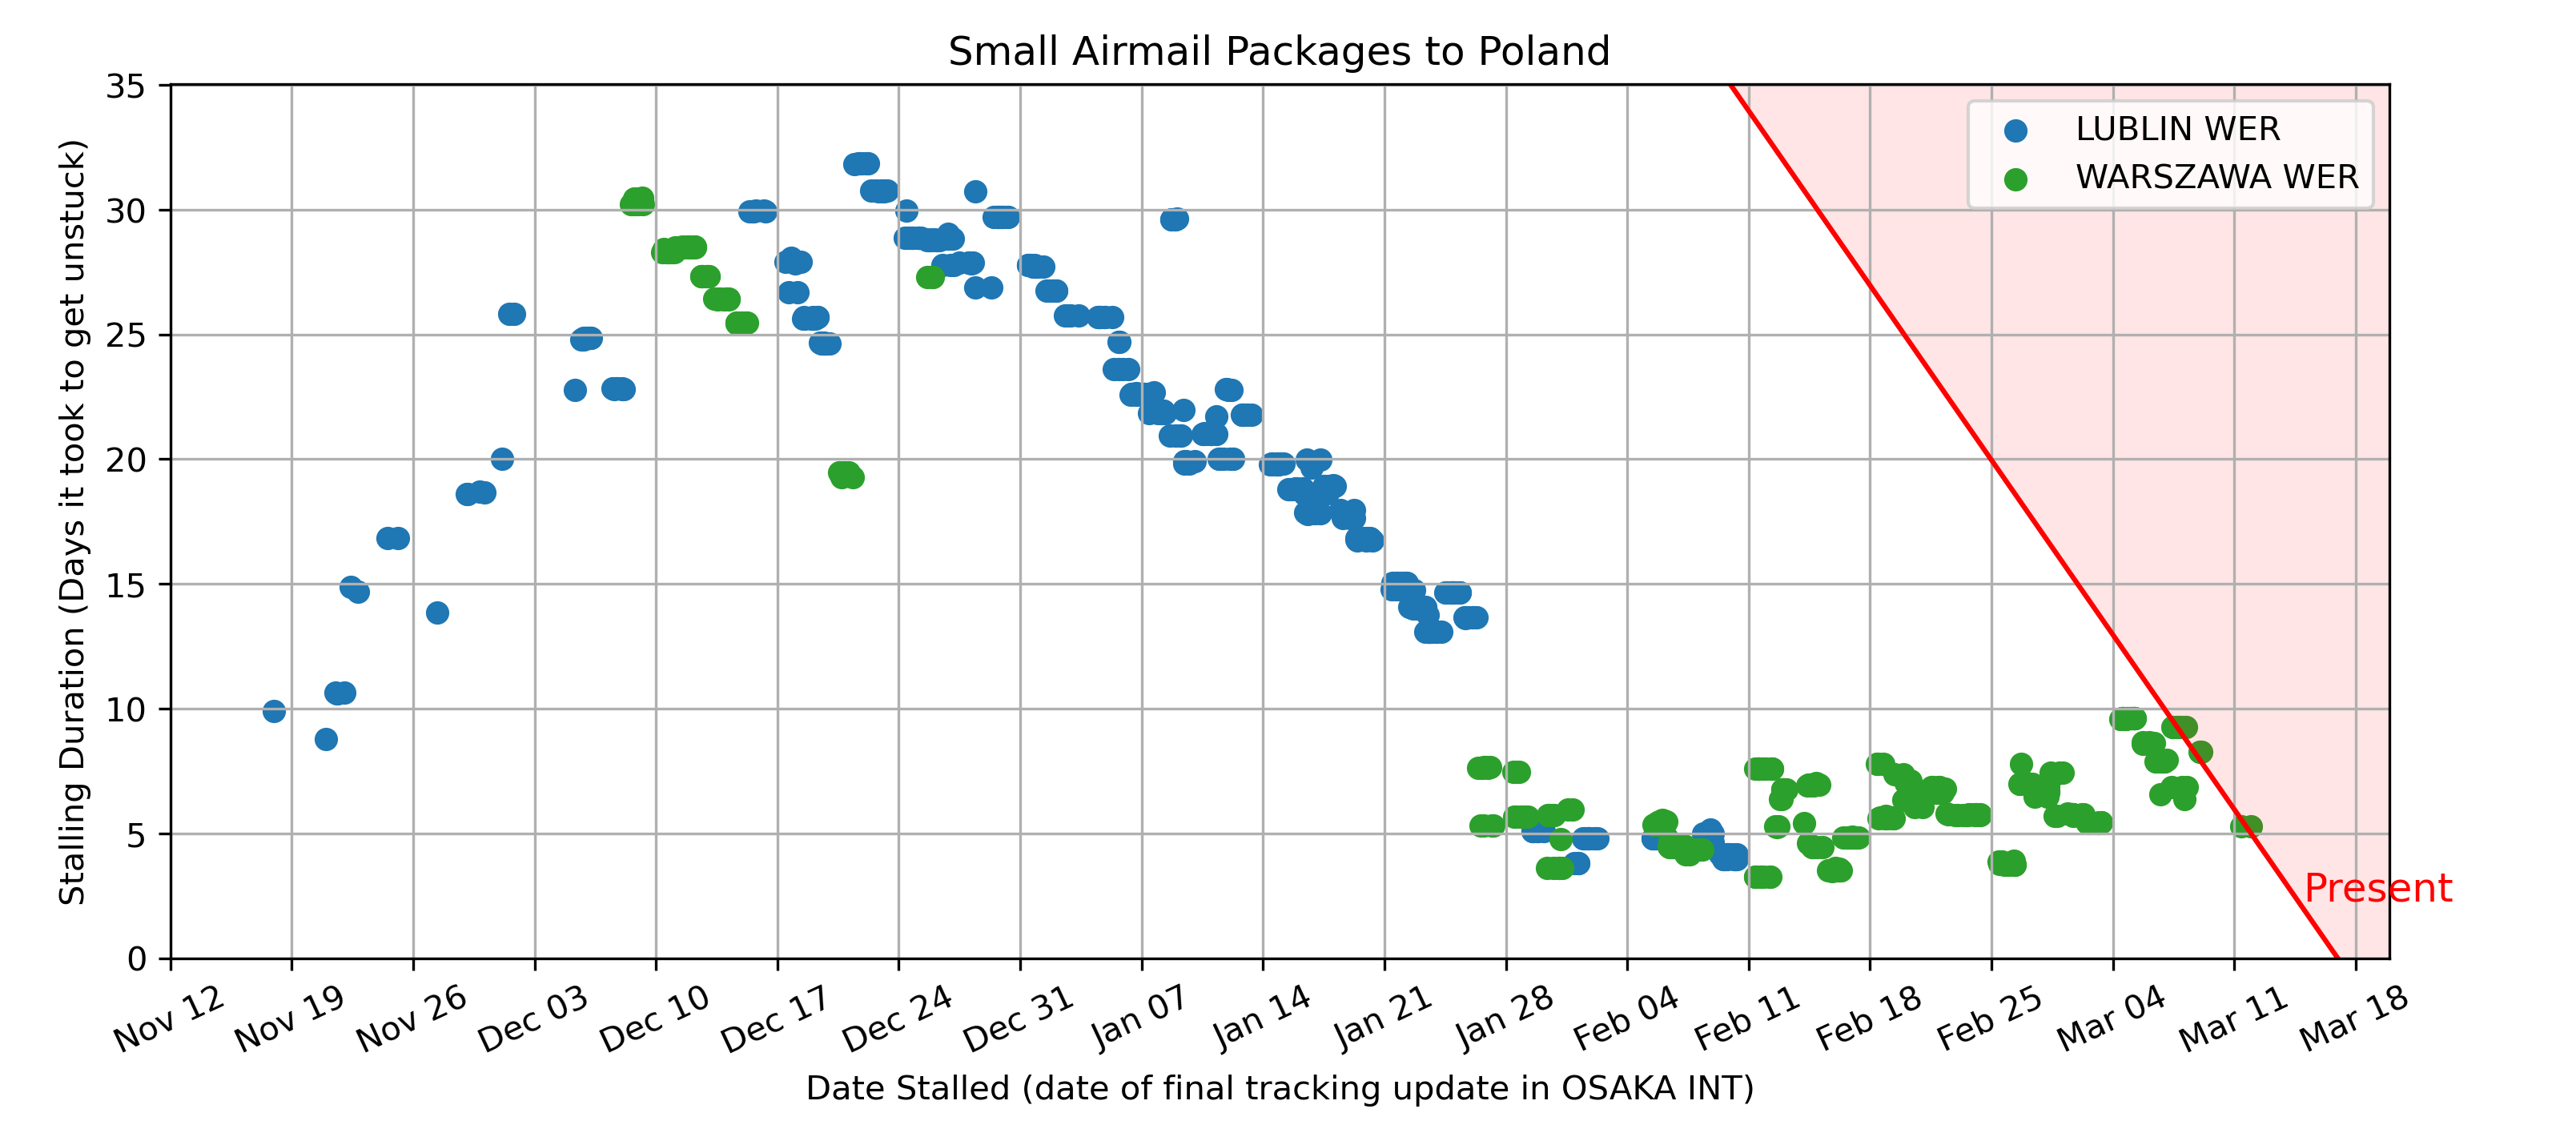 Small Airmail Packages to Poland
Stalling Duration (Days it took to get unstuck)
35
30
25
20
15
10
5
0
LUBLIN WER
WARSZAWA WER
Present
Nov 12
Nov 19
Nov 26
Dec 03
Dec 10
Dec 17
Dec 24
Dec 31
Jan 07
Jan 14
Jan 21
Jan 28
Feb 04
Feb 11
Feb 18
Feb 25
Mar 04
Mar 11
Mar 18
Date Stalled (date of final tracking update in OSAKA INT)